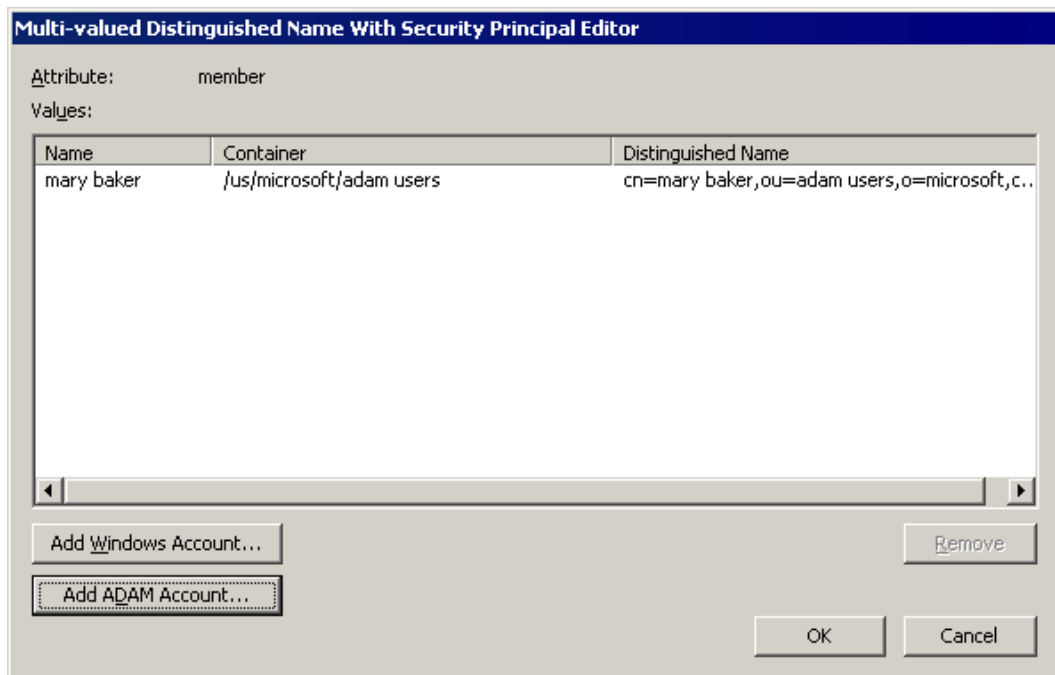 Multi-valued Distinguished Name With Security Principal Editor
Attribute: member
Values:
Name Container Distinguished Name
mary baker /us/microsoft/adam users cn=mary baker,ou=adam users,o=microsoft,c...
Add Windows Account...
Remove
Add ADAM Account...
OK Cancel